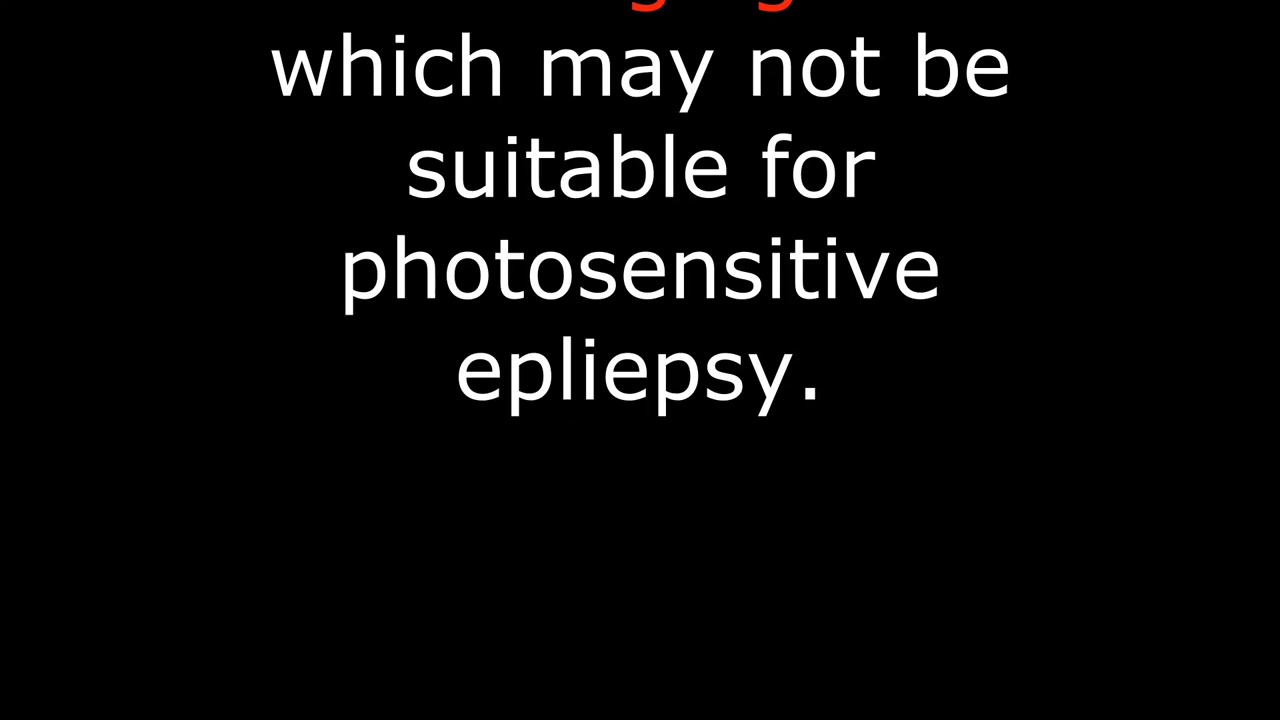 which may not be
suitable for
photosensitive
epliepsy.